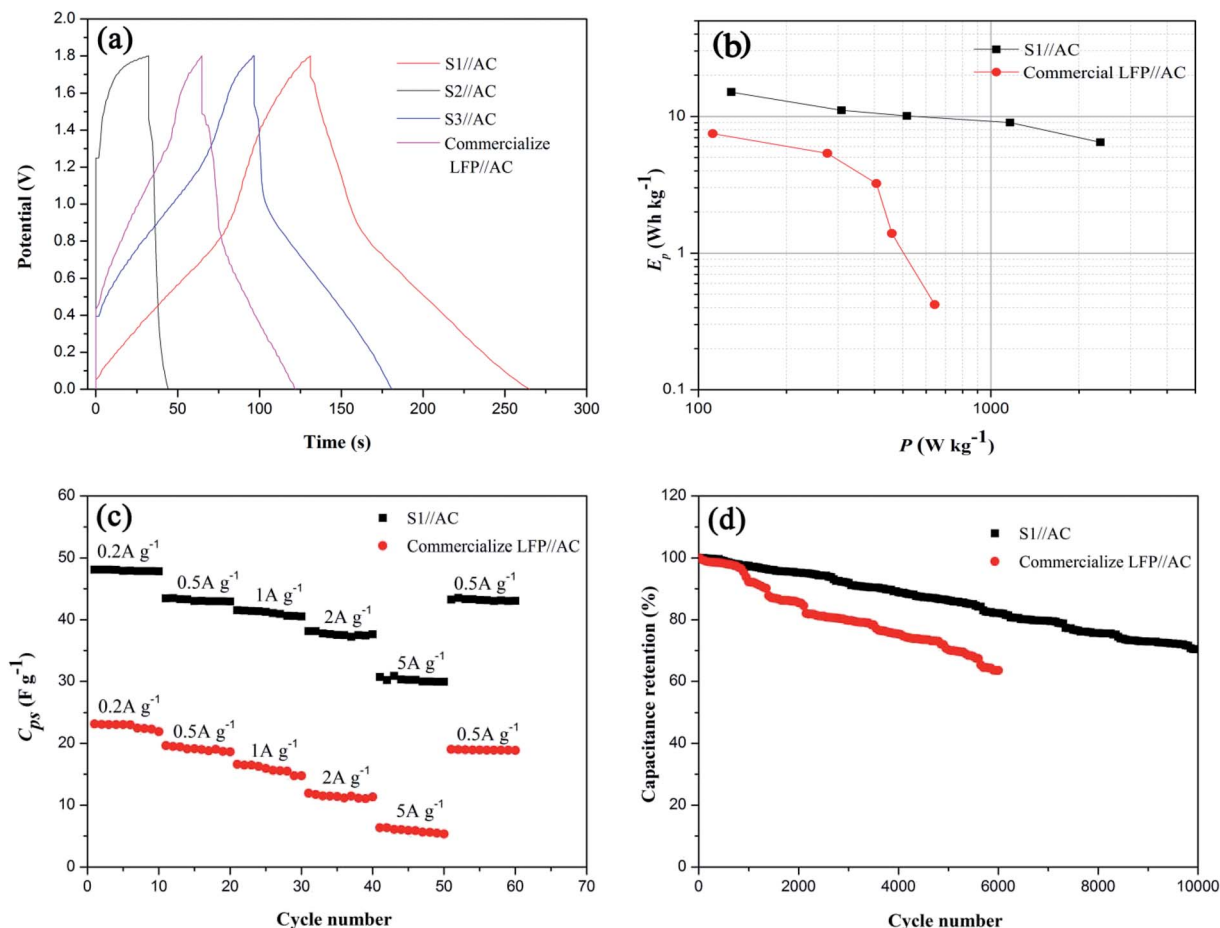 (a)
S1//AC
S2//AC
S3//AC
Commercialize
LFP//AC
2.0
1.8
1.6
1.4
1.2
1.0
0.8
0.6
0.4
0.2
0.0
Potential (V)
0 50 100 150 200 250 300
Time (s)
(b)
S1//AC
Commercial LFP//AC
10
1
0.1
E_p (Wh kg⁻¹)
100 1000
P (W kg⁻¹)
(c)
S1//AC
Commercialize LFP//AC
0.2A g⁻¹
0.5A g⁻¹
1A g⁻¹
2A g⁻¹
5A g⁻¹
0.5A g⁻¹
0.2A g⁻¹
0.5A g⁻¹
1A g⁻¹
2A g⁻¹
5A g⁻¹
0.5A g⁻¹
60
50
40
30
20
10
0
C_ps (F g⁻¹)
0 10 20 30 40 50 60 70
Cycle number
(d)
S1//AC
Commercialize LFP//AC
120
100
80
60
40
20
0
Capacitance retention (%)
0 2000 4000 6000 8000 10000
Cycle number